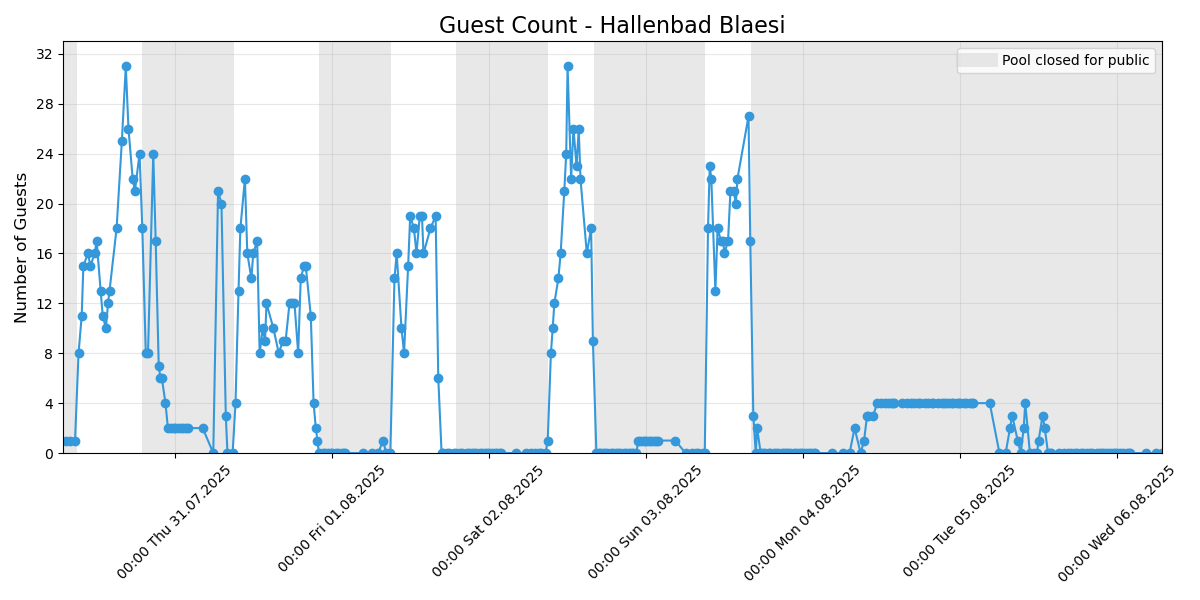 Guest Count - Hallenbad Blaesi
Pool closed for public
Number of Guests
32
28
24
20
16
12
8
4
0
00:00 Thu 31.07.2025
00:00 Fri 01.08.2025
00:00 Sat 02.08.2025
00:00 Sun 03.08.2025
00:00 Mon 04.08.2025
00:00 Tue 05.08.2025
00:00 Wed 06.08.2025